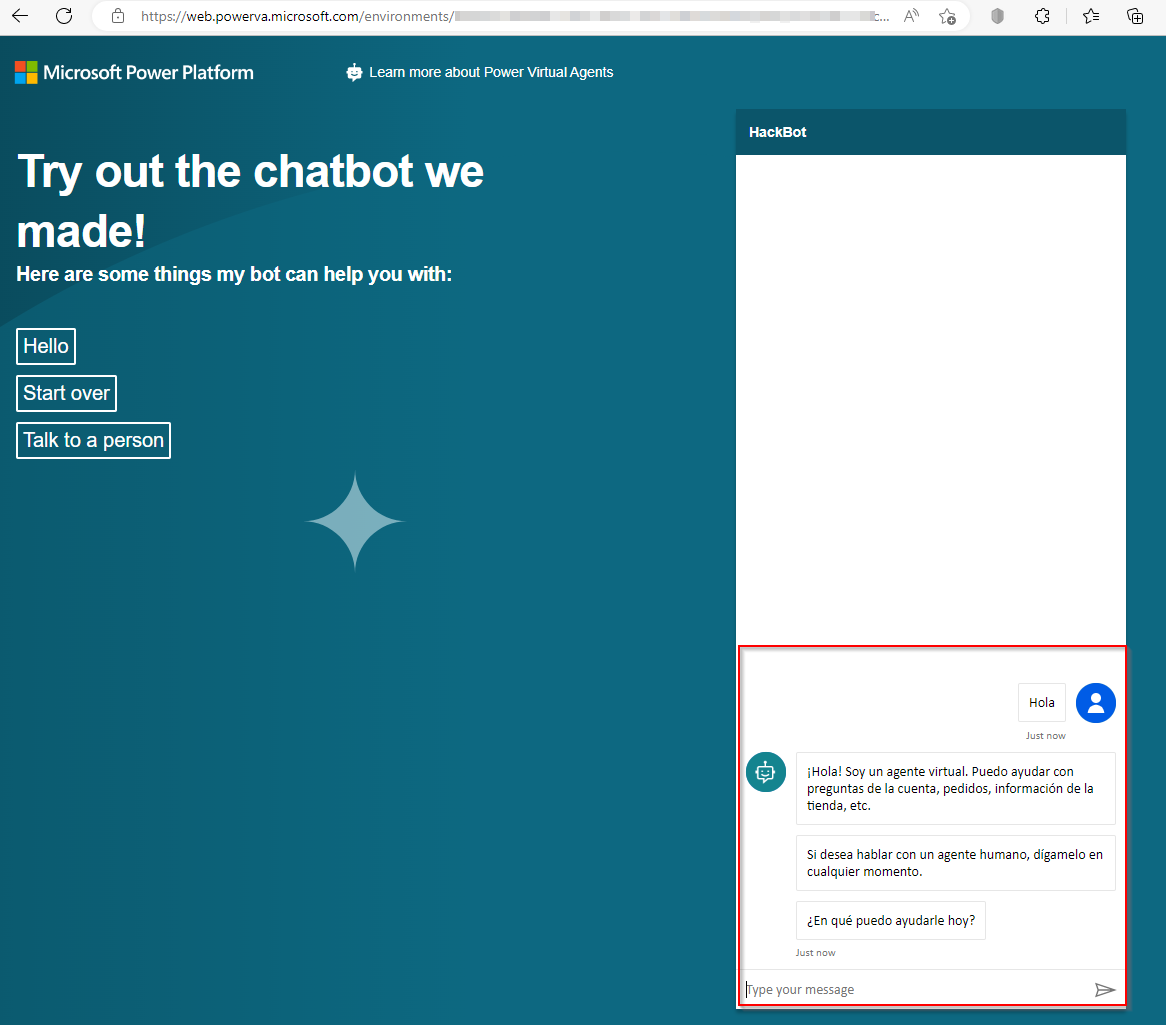 https://web.powerva.microsoft.com/environments/
c...
Microsoft Power Platform
Learn more about Power Virtual Agents
Try out the chatbot we
made!
Here are some things my bot can help you with:
Hello
Start over
Talk to a person
HackBot
Hola
Just now
¡Hola! Soy un agente virtual. Puedo ayudar con
preguntas de la cuenta, pedidos, información de la
tienda, etc.
Si desea hablar con un agente humano, dígamelo en
cualquier momento.
¿En qué puedo ayudarle hoy?
Just now
Type your message